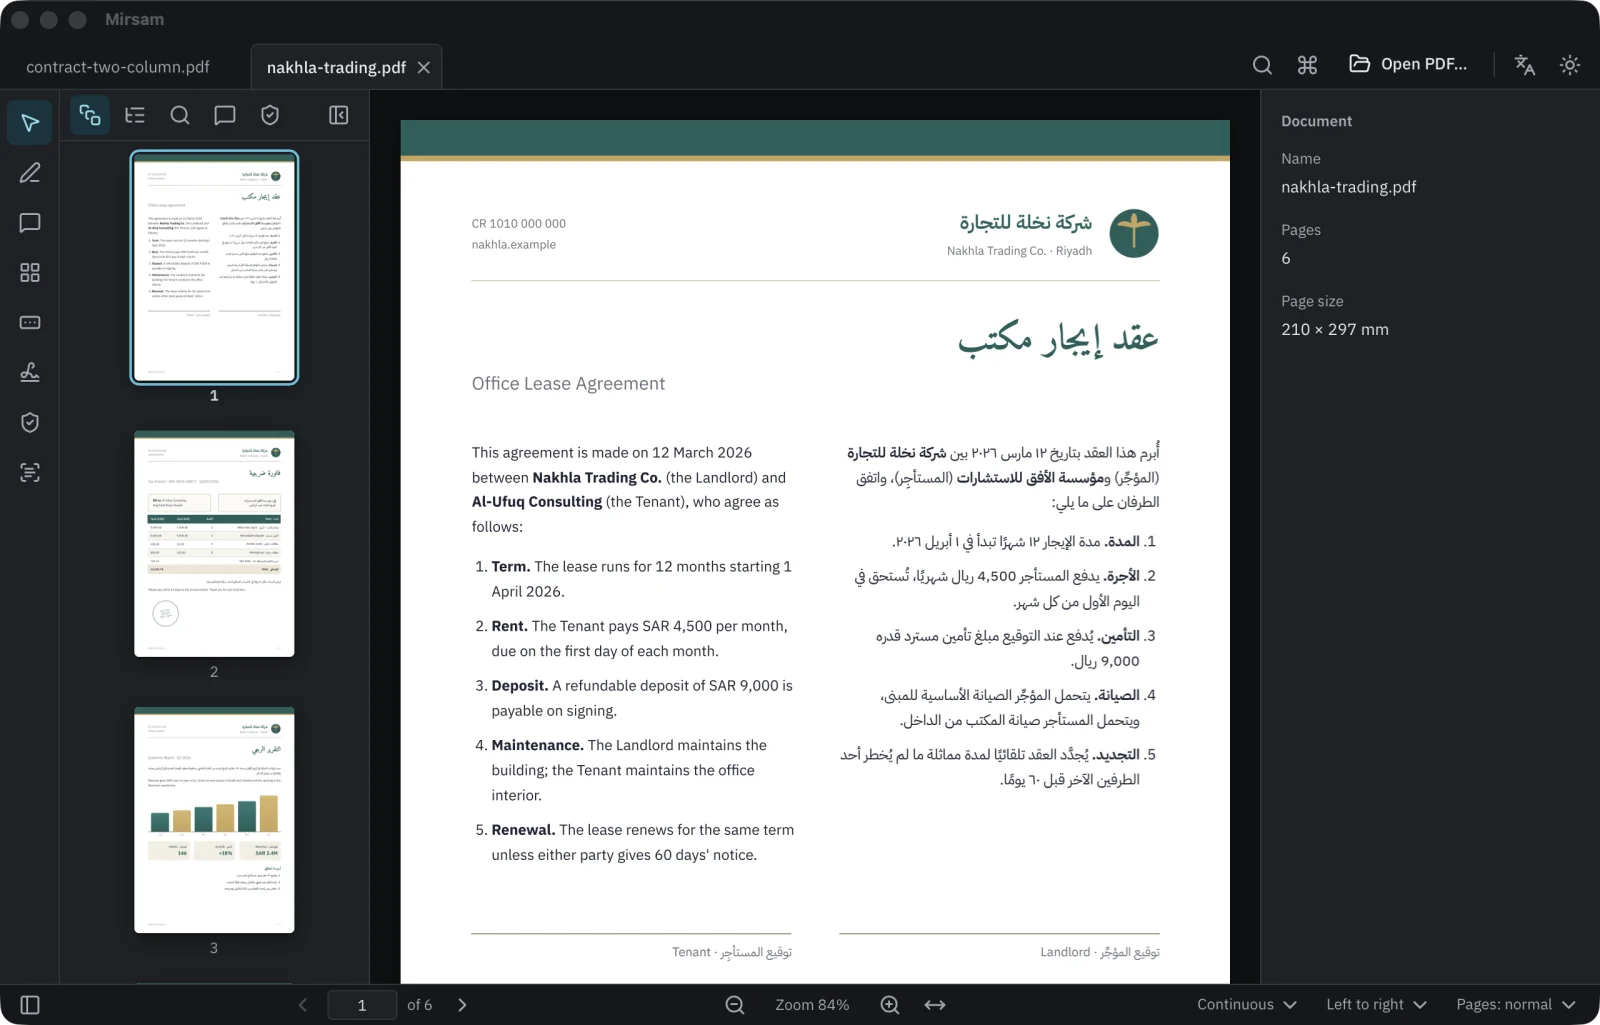 Mirsam
contract-two-column.pdf
nakhla-trading.pdf
Open PDF...
1
2
3
CR 1010 000 000
nakhla.example
شركة نخلة للتجارة
Nakhla Trading Co. · Riyadh
عقد إيجار مكتب
Office Lease Agreement
This agreement is made on 12 March 2026
between Nakhla Trading Co. (the Landlord) and
Al-Ufuq Consulting (the Tenant), who agree as
follows:
1. Term. The lease runs for 12 months starting 1
April 2026.
2. Rent. The Tenant pays SAR 4,500 per month,
due on the first day of each month.
3. Deposit. A refundable deposit of SAR 9,000 is
payable on signing.
4. Maintenance. The Landlord maintains the
building; the Tenant maintains the office
interior.
5. Renewal. The lease renews for the same term
unless either party gives 60 days' notice.
أُبرم هذا العقد بتاريخ ١٢ مارس ٢٠٢٦ بين شركة نخلة للتجارة
(المؤجِّر) ومؤسسة الأفق للاستشارات (المستأجِر)، واتفق
الطرفان على ما يلي:
1. المدة. مدة الإيجار ١٢ شهرًا تبدأ في ١ أبريل ٢٠٢٦.
2. الأجرة. يدفع المستأجر 4,500 ريال شهريًا، تُستحق في
اليوم الأول من كل شهر.
3. التأمين. يُدفع عند التوقيع مبلغ تأمين مسترد قدره
9,000 ريال.
4. الصيانة. يتحمل المؤجِّر الصيانة الأساسية للمبنى،
ويتحمل المستأجر صيانة المكتب من الداخل.
5. التجديد. يُجدَّد العقد تلقائيًا لمدة مماثلة ما لم يُخطر أحد
الطرفين الآخر قبل ٦٠ يومًا.
Tenant · توقيع المستأجِر
Landlord · توقيع المؤجِّر
Document
Name
nakhla-trading.pdf
Pages
6
Page size
210 × 297 mm
1
of 6
Zoom 84%
Continuous
Left to right
Pages: normal